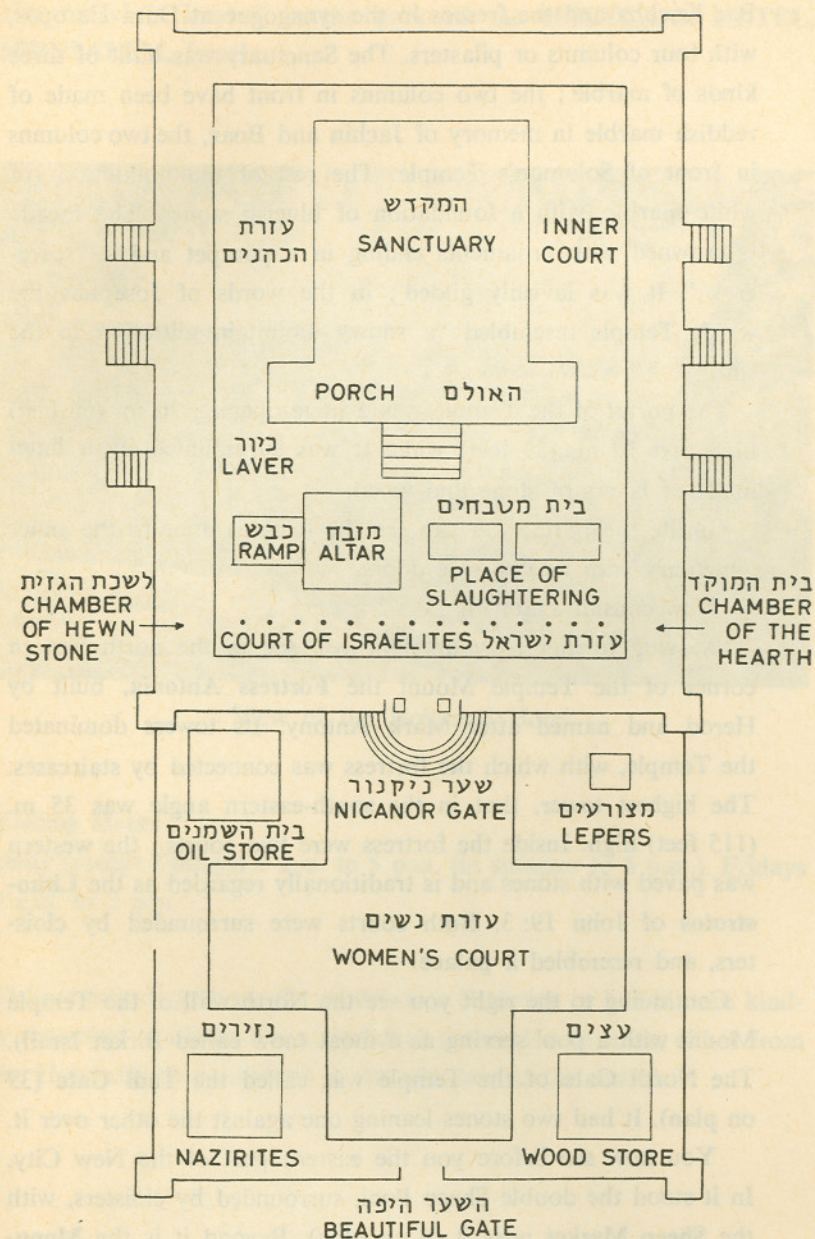 המקדש
SANCTUARY
עזרת
הכהנים
INNER
COURT
PORCH האולם
כיור
LAVER
כבש
RAMP
מזבח
ALTAR
בית מטבחים
PLACE OF
SLAUGHTERING
לשכת הגזית
CHAMBER
OF HEWN
STONE
בית המוקד
CHAMBER
OF THE
HEARTH
COURT OF ISRAELITES עזרת ישראל
שער ניקנור
NICANOR GATE
בית השמנים
OIL STORE
מצורעים
LEPERS
עזרת נשים
WOMEN'S COURT
נזירים
NAZIRITES
עצים
WOOD STORE
השער היפה
BEAUTIFUL GATE